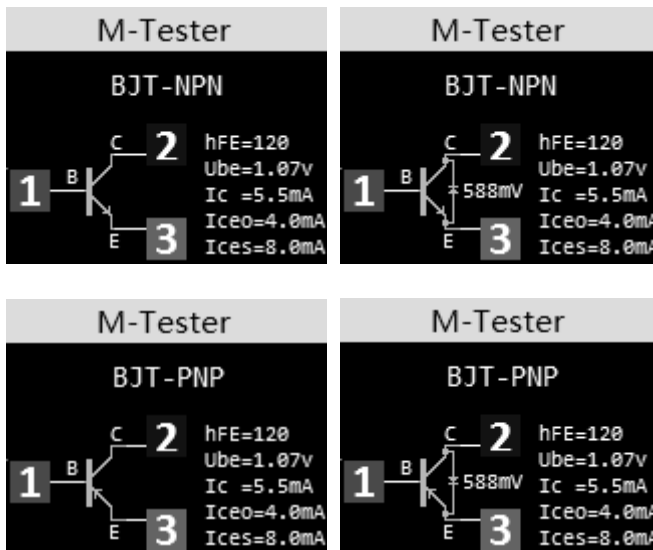 M-Tester
BJT-NPN
C 2 hFE=120
Ube=1.07v
1 B Ic =5.5mA
Iceo=4.0mA
E 3 Ices=8.0mA
M-Tester
BJT-NPN
C 2 hFE=120
Ube=1.07v
1 B 588mV Ic =5.5mA
Iceo=4.0mA
E 3 Ices=8.0mA
M-Tester
BJT-PNP
C 2 hFE=120
Ube=1.07v
1 B Ic =5.5mA
Iceo=4.0mA
E 3 Ices=8.0mA
M-Tester
BJT-PNP
C 2 hFE=120
Ube=1.07v
1 B 588mV Ic =5.5mA
Iceo=4.0mA
E 3 Ices=8.0mA